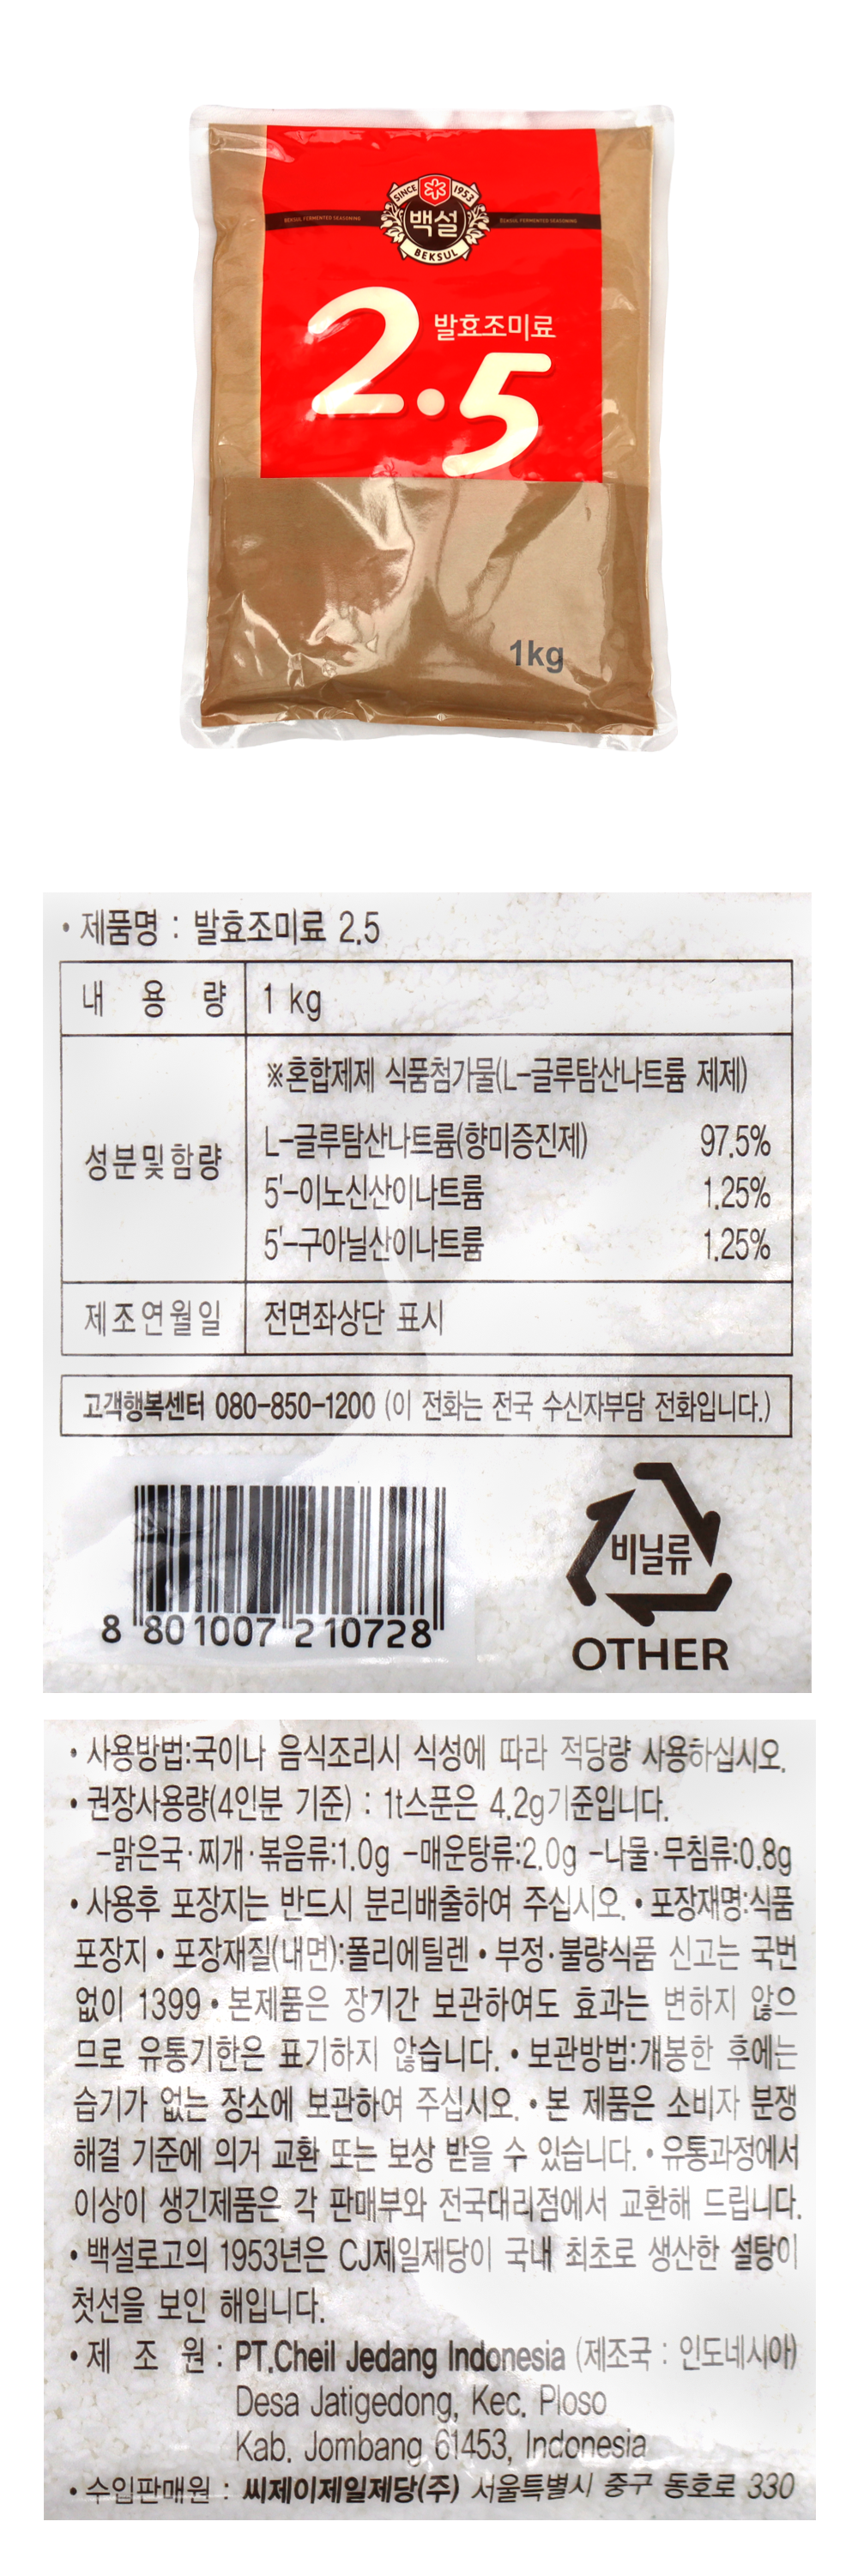 SINCE 1953
BEKSUL FERMENTED SEASONING
백설
BEKSUL FERMENTED SEASONING
BEKSUL
발효조미료
2.5
1kg
• 제품명 : 발효조미료 2.5
내 용 량 1 kg
※혼합제제 식품첨가물(L-글루탐산나트륨 제제)
성분및함량
L-글루탐산나트륨(향미증진제) 97.5%
5'-이노신산이나트륨 1.25%
5'-구아닐산이나트륨 1.25%
제조연월일 전면좌상단 표시
고객행복센터 080-850-1200 (이 전화는 전국 수신자부담 전화입니다.)
비닐류
8 801007 210728
OTHER
• 사용방법:국이나 음식조리시 식성에 따라 적당량 사용하십시오.
• 권장사용량(4인분 기준) : 1t스푼은 4.2g기준입니다.
-맑은국·찌개·볶음류:1.0g -매운탕류:2.0g -나물·무침류:0.8g
• 사용후 포장지는 반드시 분리배출하여 주십시오. • 포장재명:식품
포장지 • 포장재질(내면):폴리에틸렌 • 부정·불량식품 신고는 국번
없이 1399 • 본제품은 장기간 보관하여도 효과는 변하지 않으
므로 유통기한은 표기하지 않습니다. • 보관방법:개봉한 후에는
습기가 없는 장소에 보관하여 주십시오. • 본 제품은 소비자 분쟁
해결 기준에 의거 교환 또는 보상 받을 수 있습니다. • 유통과정에서
이상이 생긴제품은 각 판매부와 전국대리점에서 교환해 드립니다.
• 백설로고의 1953년은 CJ제일제당이 국내 최초로 생산한 설탕이
첫선을 보인 해입니다.
• 제 조 원 : PT.Cheil Jedang Indonesia (제조국 : 인도네시아)
Desa Jatigedong, Kec. Ploso
Kab. Jombang 61453, Indonesia
• 수입판매원 : 씨제이제일제당(주) 서울특별시 중구 동호로 330